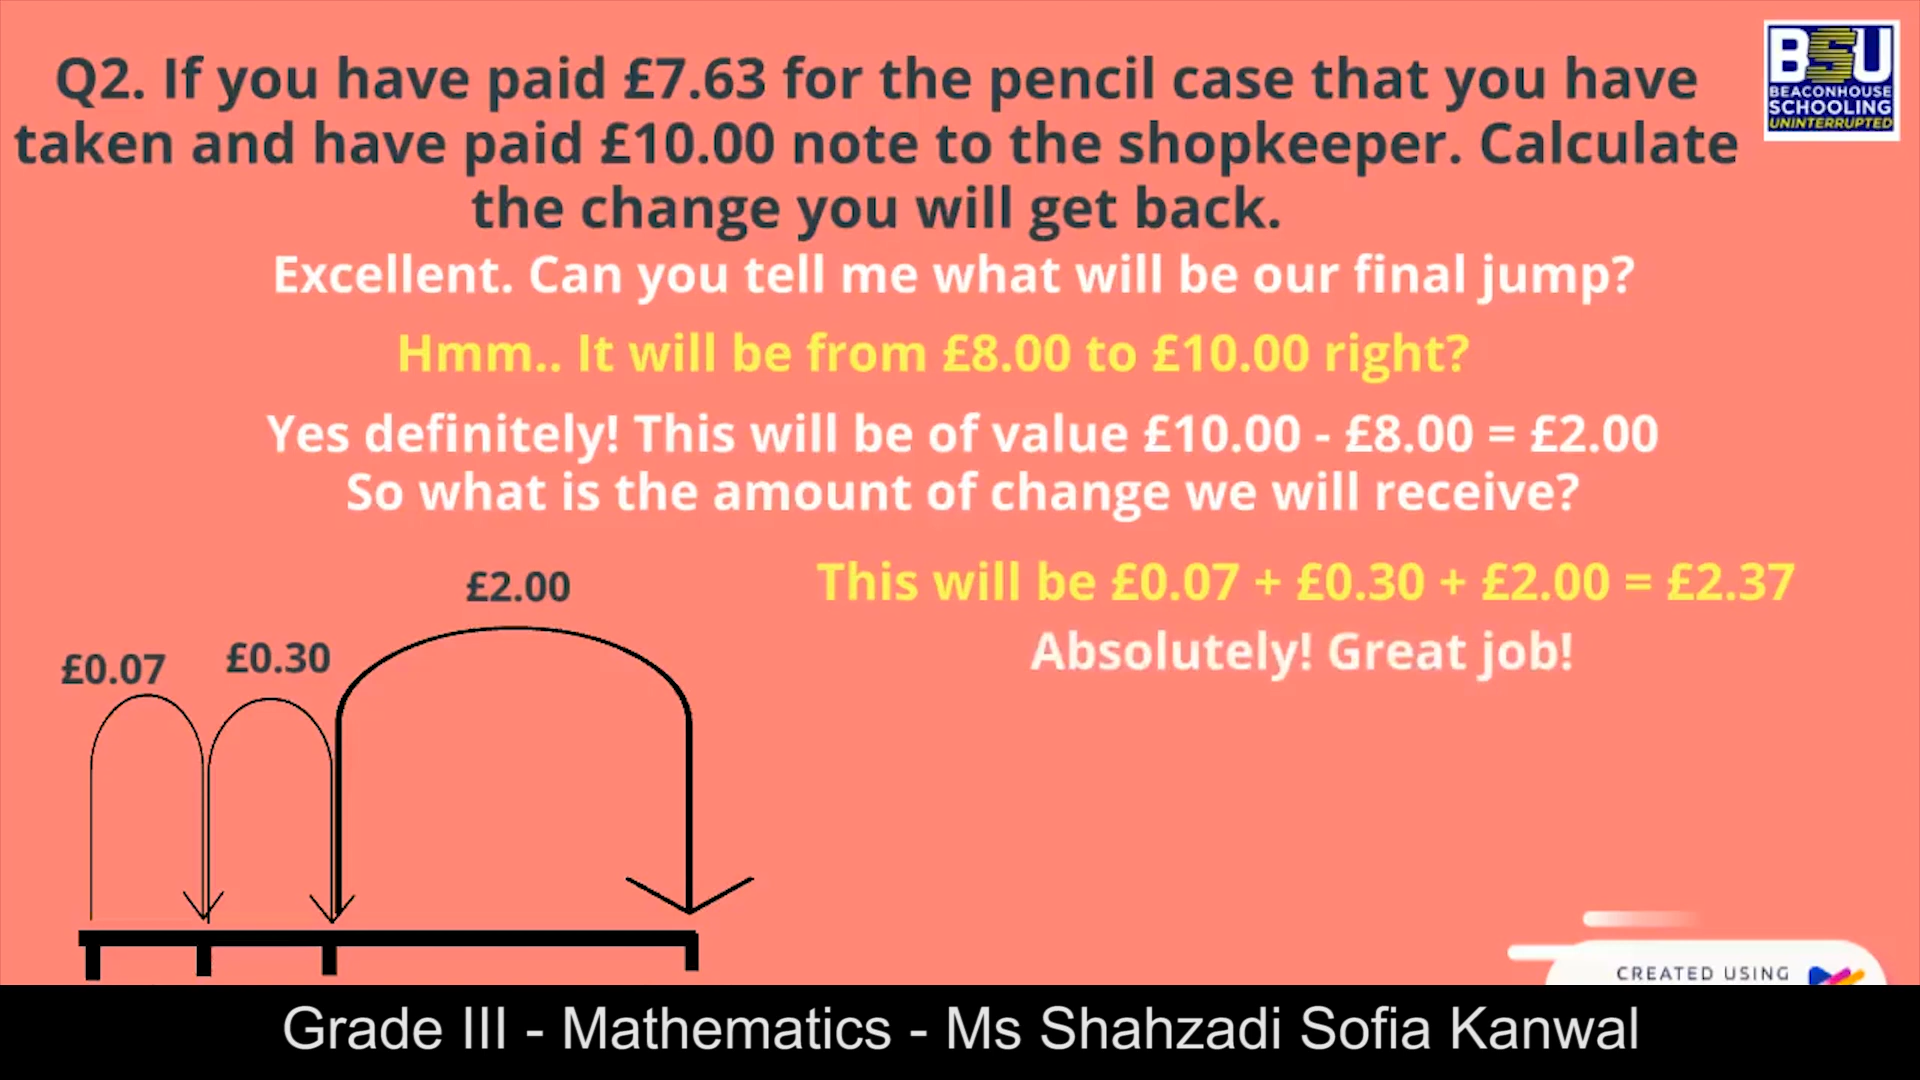 Q2. If you have paid £7.63 for the pencil case that you have
taken and have paid £10.00 note to the shopkeeper. Calculate
the change you will get back.
BSU
BEACONHOUSE
SCHOOLING
UNINTERRUPTED
Excellent. Can you tell me what will be our final jump?
Hmm.. It will be from £8.00 to £10.00 right?
Yes definitely! This will be of value £10.00 - £8.00 = £2.00
So what is the amount of change we will receive?
This will be £0.07 + £0.30 + £2.00 = £2.37
Absolutely! Great job!
£0.07
£0.30
£2.00
CREATED USING
Grade III - Mathematics - Ms Shahzadi Sofia Kanwal